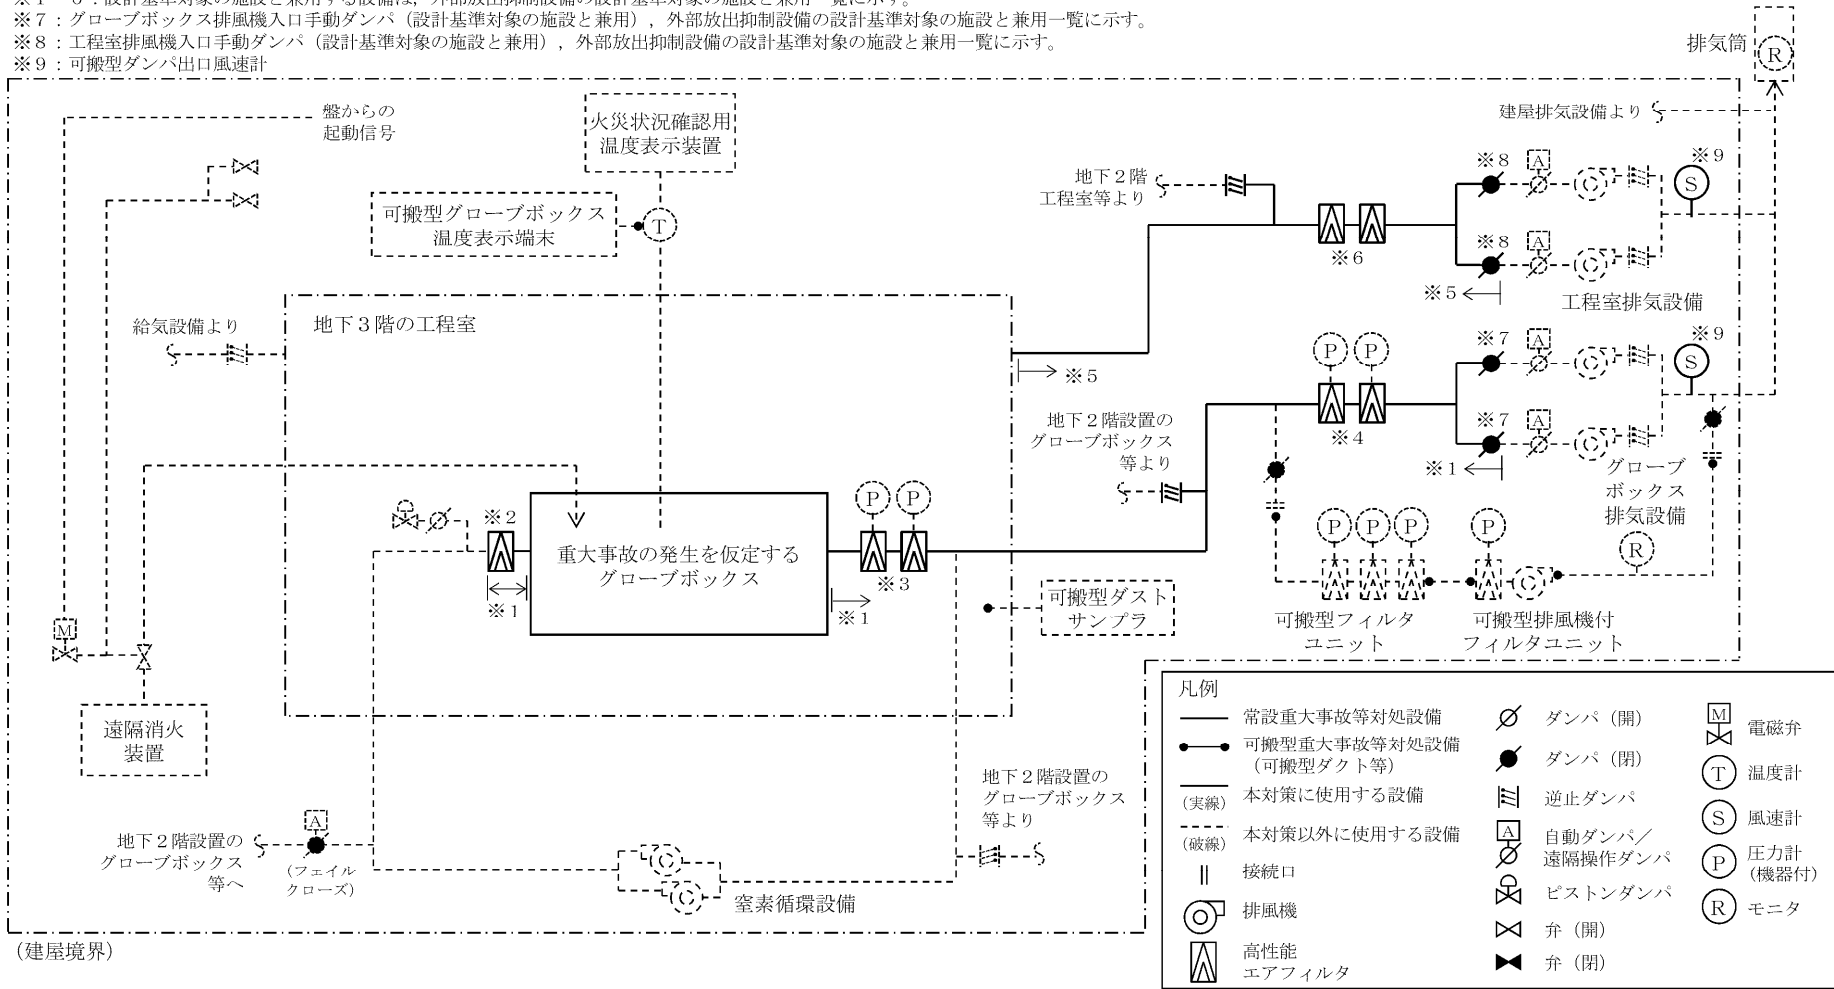 ※7：グローブボックス排風機入口手動ダンパ（設計基準対象の施設と兼用），外部放出抑制設備の設計基準対象の施設と兼用一覧に示す。
※8：工程室排風機入口手動ダンパ（設計基準対象の施設と兼用），外部放出抑制設備の設計基準対象の施設と兼用一覧に示す。
※9：可搬型ダンパ出口風速計
排気筒
R
盤からの
起動信号
火災状況確認用
温度表示装置
可搬型グローブボックス
温度表示端末
T
建屋排気設備より
地下2階
工程室等より
※6
※8
A
※8
A
※5
S
※9
工程室排気設備
給気設備より
地下3階の工程室
※5
P
P
※4
※7
A
※7
A
※1
S
※9
グローブ
ボックス
排気設備
地下2階設置の
グローブボックス
等より
※2
※1
重大事故の発生を仮定する
グローブボックス
P
P
※3
※1
P
P
P
P
R
可搬型フィルタ
ユニット
可搬型排風機付
フィルタユニット
可搬型ダスト
サンプラ
M
遠隔消火
装置
地下2階設置の
グローブボックス
等へ
A
（フェイル
クローズ）
窒素循環設備
地下2階設置の
グローブボックス
等より
（建屋境界）
凡例
常設重大事故等対処設備
可搬型重大事故等対処設備
（可搬型ダクト等）
（実線）
本対策に使用する設備
（破線）
本対策以外に使用する設備
接続口
排風機
高性能
エアフィルタ
ダンパ（開）
ダンパ（閉）
逆止ダンパ
A
自動ダンパ／
遠隔操作ダンパ
ピストンダンパ
弁（開）
弁（閉）
M
電磁弁
T
温度計
S
風速計
P
圧力計
（機器付）
R
モニタ